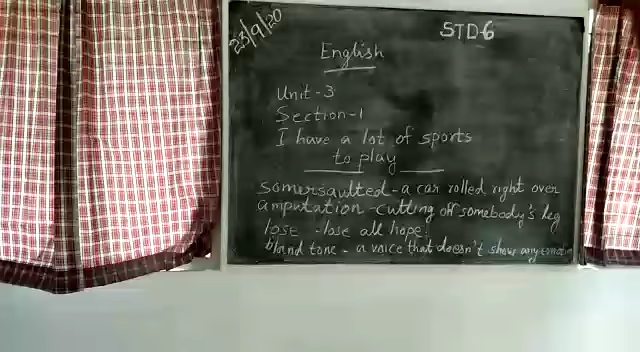 23/9/20
STD-6
English
Unit-3
Section-1
I have a lot of sports
to play
somersaulted - a car rolled right over
amputation - cutting off somebody's leg
lose - lose all hope!
bland tone - a voice that doesn't show any emotion